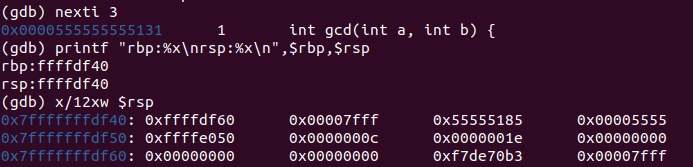 (gdb) nexti 3
0x0000555555555131 1 int gcd(int a, int b) {
(gdb) printf "rbp:%x\nrsp:%x\n",$rbp,$rsp
rbp:ffffdf40
rsp:ffffdf40
(gdb) x/12xw $rsp
0x7fffffffdf40: 0xffffdf60 0x00007fff 0x55555185 0x00005555
0x7fffffffdf50: 0xffffe050 0x0000000c 0x0000001e 0x00000000
0x7fffffffdf60: 0x00000000 0x00000000 0xf7de70b3 0x00007fff